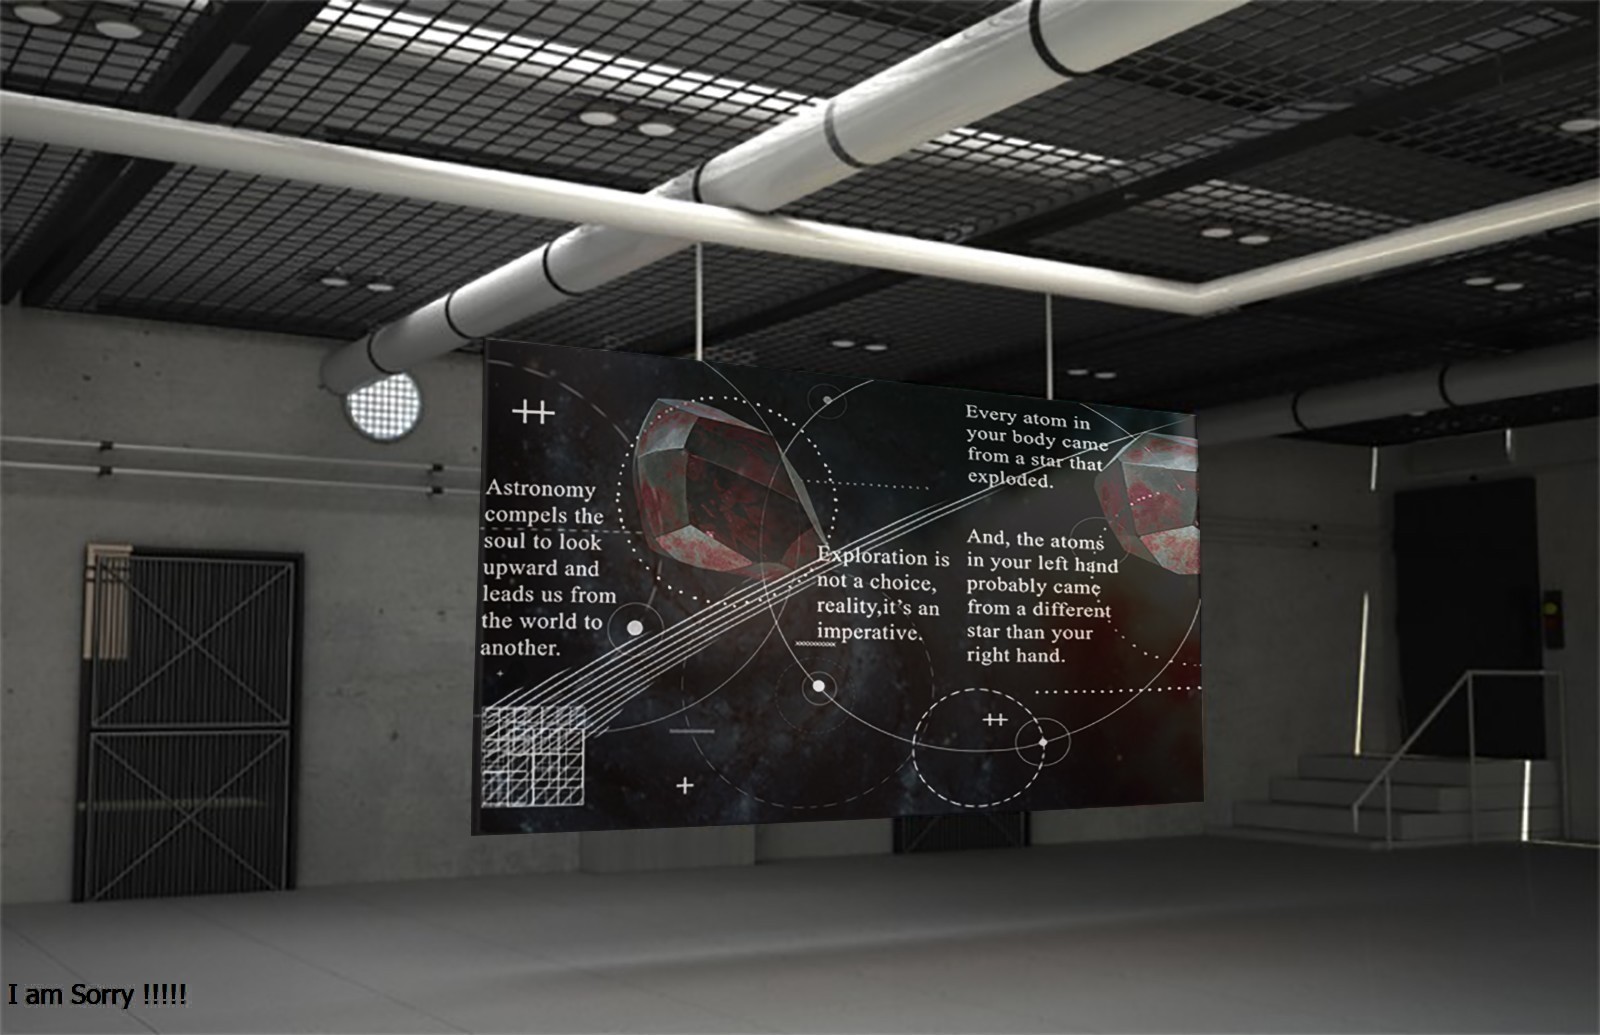 Astronomy
compels the
soul to look
upward and
leads us from
the world to
another.
Exploration is
not a choice,
reality,it's an
imperative.
Every atom in
your body came
from a star that
exploded.
And, the atoms
in your left hand
probably came
from a different
star than your
right hand.
I am Sorry !!!!!